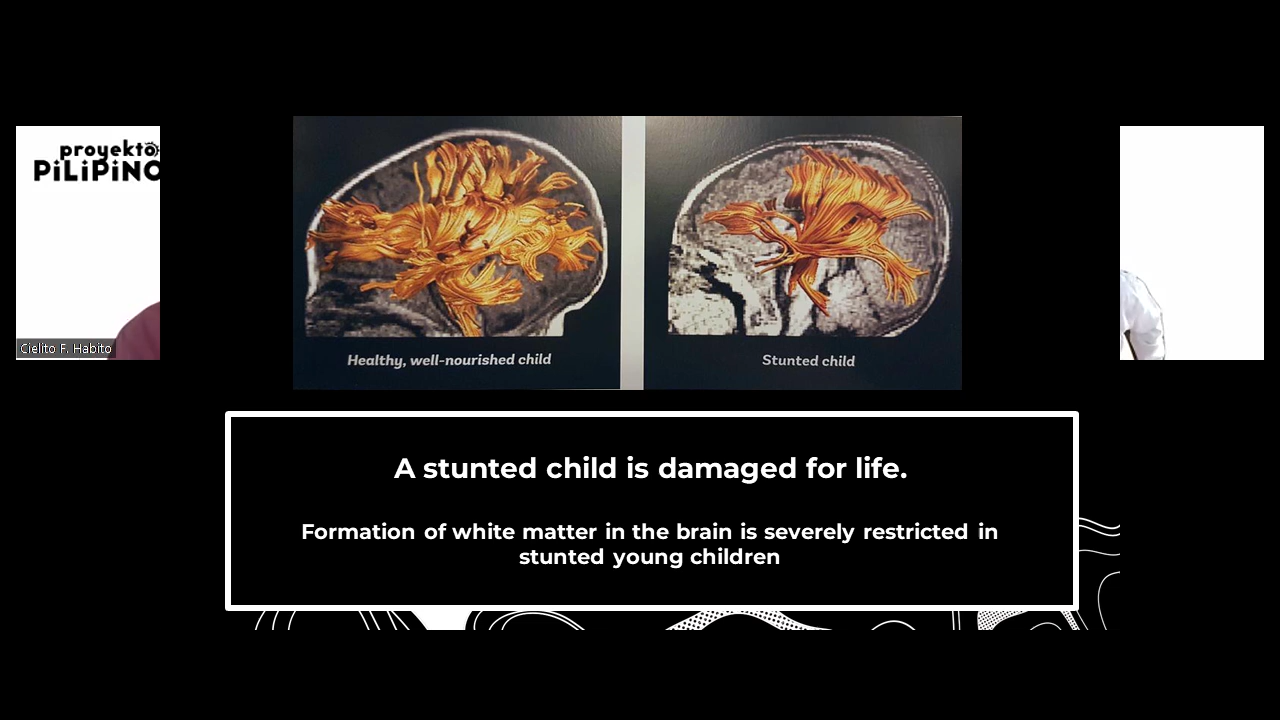 proyekto
PiLiPiNO
Cielito F. Habito
Healthy, well-nourished child
Stunted child
A stunted child is damaged for life.
Formation of white matter in the brain is severely restricted in
stunted young children